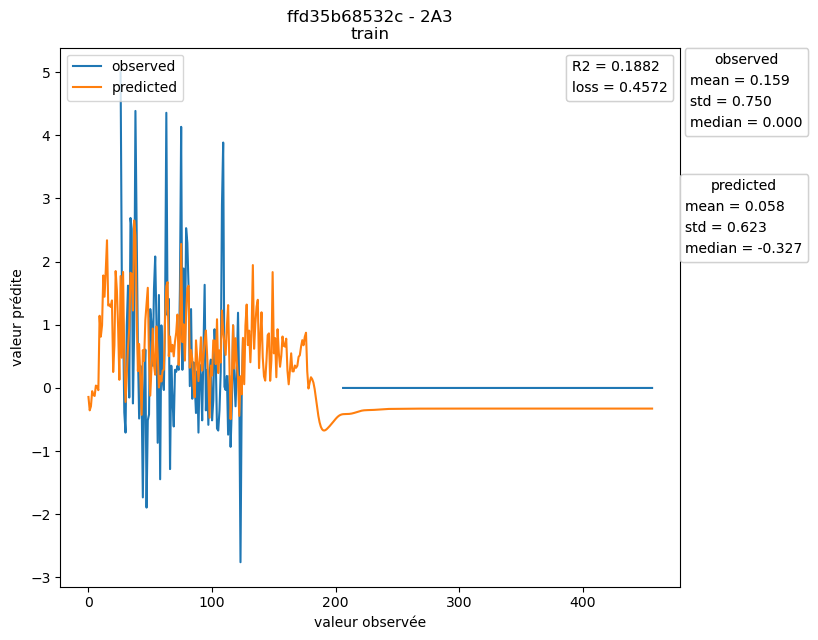 ffd35b68532c - 2A3
train
observed
predicted
R2 = 0.1882
loss = 0.4572
observed
mean = 0.159
std = 0.750
median = 0.000
predicted
mean = 0.058
std = 0.623
median = -0.327
valeur prédite
5
4
3
2
1
0
−1
−2
−3
0
100
200
300
400
valeur observée